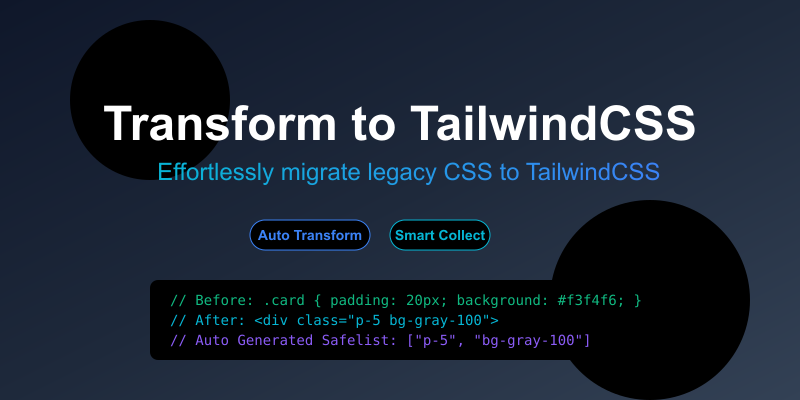 Transform to TailwindCSS
Effortlessly migrate legacy CSS to TailwindCSS
Auto Transform
Smart Collect
// Before: .card { padding: 20px; background: #f3f4f6; }
// After: <div class="p-5 bg-gray-100">
// Auto Generated Safelist: ["p-5", "bg-gray-100"]